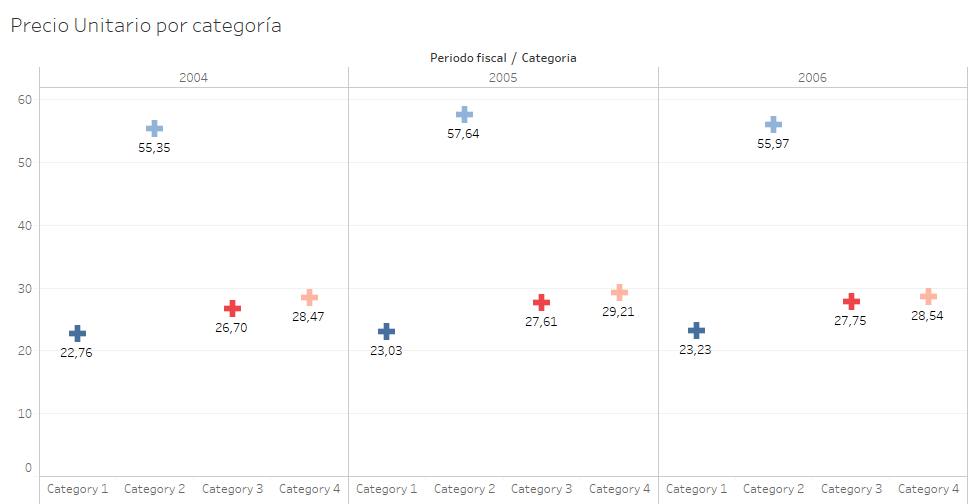 Precio Unitario por categoría
Periodo fiscal / Categoria
2004 2005 2006
60
55,35 57,64 55,97
50
40
30
26,70 28,47 27,61 29,21 27,75 28,54
22,76 23,03 23,23
20
10
0
Category 1 Category 2 Category 3 Category 4 Category 1 Category 2 Category 3 Category 4 Category 1 Category 2 Category 3 Category 4